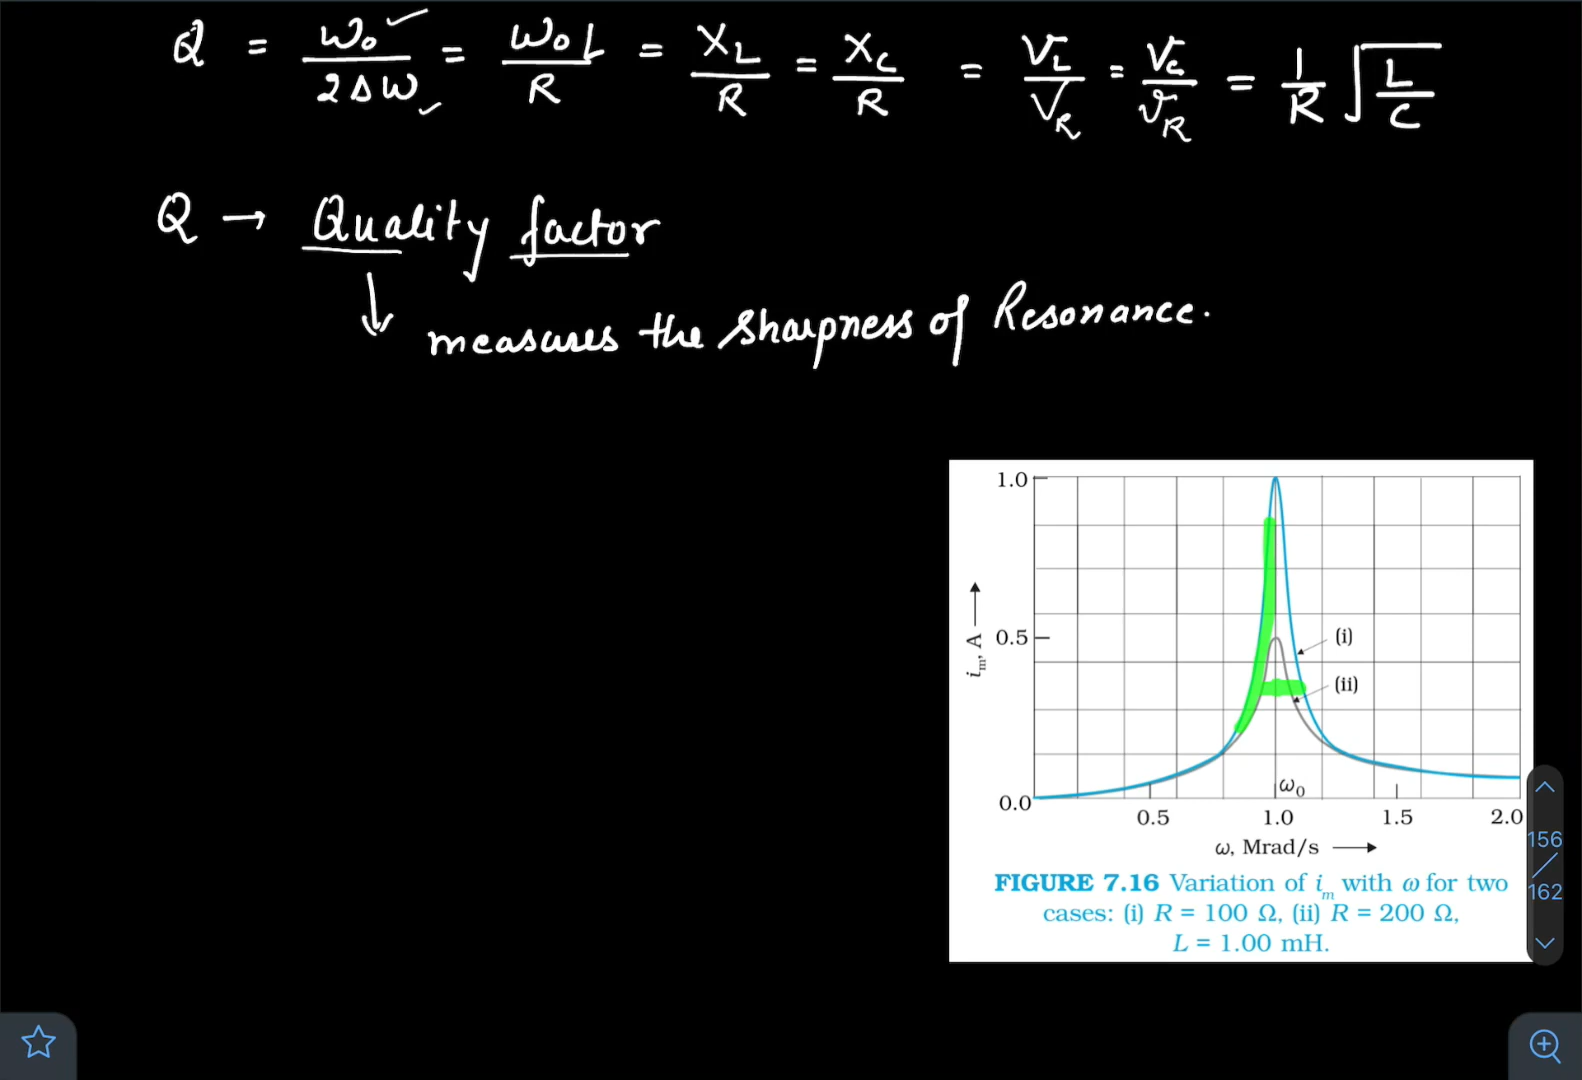 Q = ω₀ / 2Δω = ω₀L / R = X_L / R = X_C / R = V_L / V_R = V_C / V_R = 1/R √(L/C)
Q → Quality factor
↓ measures the sharpness of Resonance.
1.0
i_m, A →
0.5
(i)
(ii)
ω₀
0.0
0.5 1.0 1.5 2.0
ω, Mrad/s →
FIGURE 7.16 Variation of i_m with ω for two
cases: (i) R = 100 Ω, (ii) R = 200 Ω,
L = 1.00 mH.
156
162